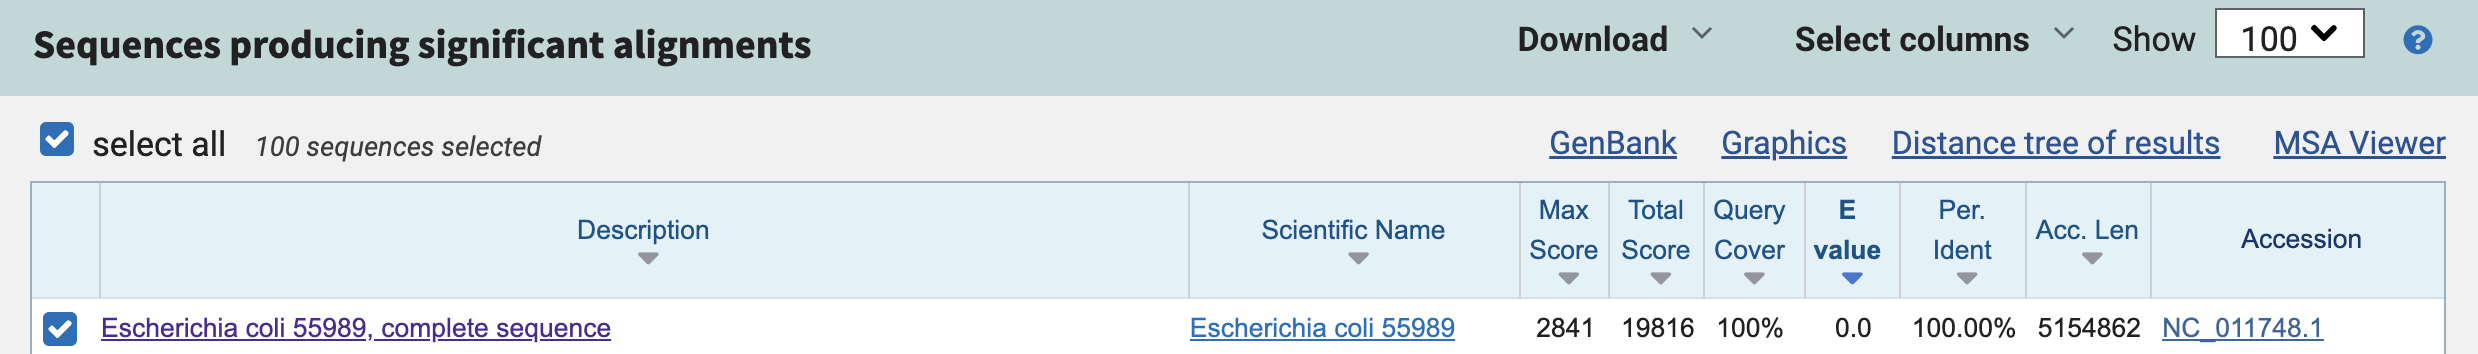 Sequences producing significant alignments Download Select columns Show 100 ?
select all 100 sequences selected GenBank Graphics Distance tree of results MSA Viewer
Description Scientific Name Max Score Total Score Query Cover E value Per. Ident Acc. Len Accession
Escherichia coli 55989, complete sequence Escherichia coli 55989 2841 19816 100% 0.0 100.00% 5154862 NC_011748.1